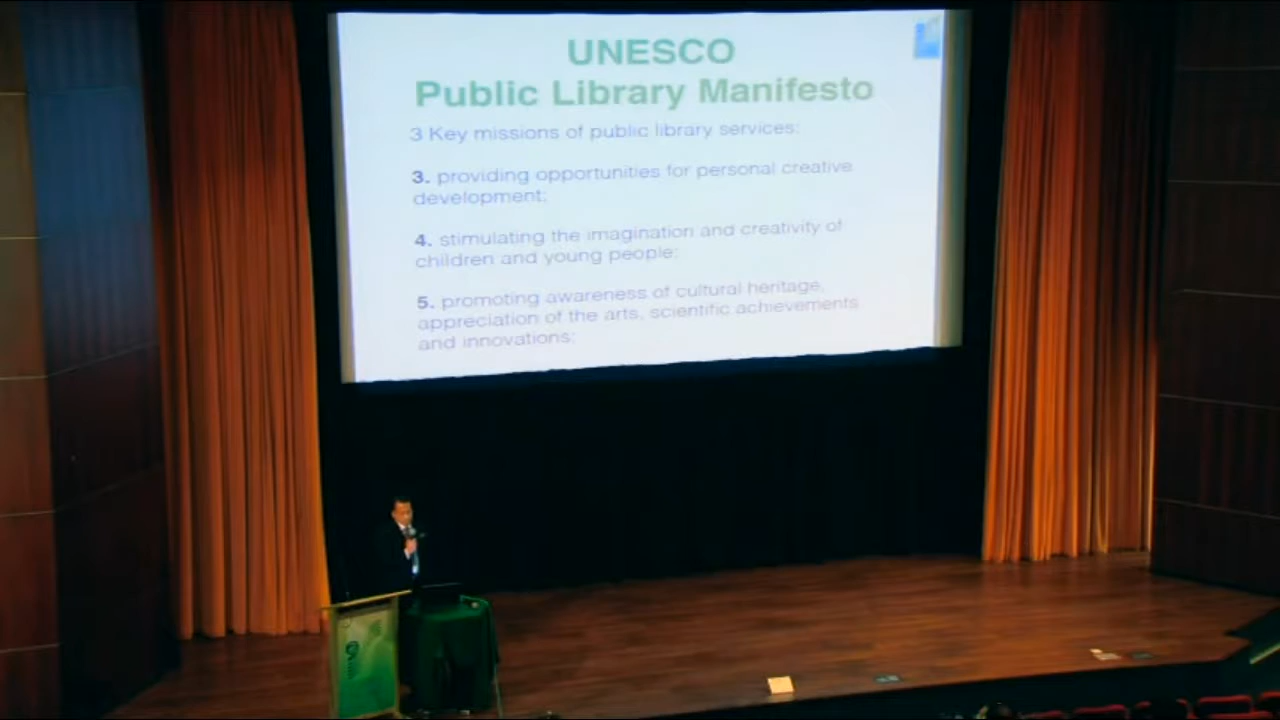 UNESCO
Public Library Manifesto
3 Key missions of public library services:
3. providing opportunities for personal creative
development;
4. stimulating the imagination and creativity of
children and young people;
5. promoting awareness of cultural heritage,
appreciation of the arts, scientific achievements
and innovations;